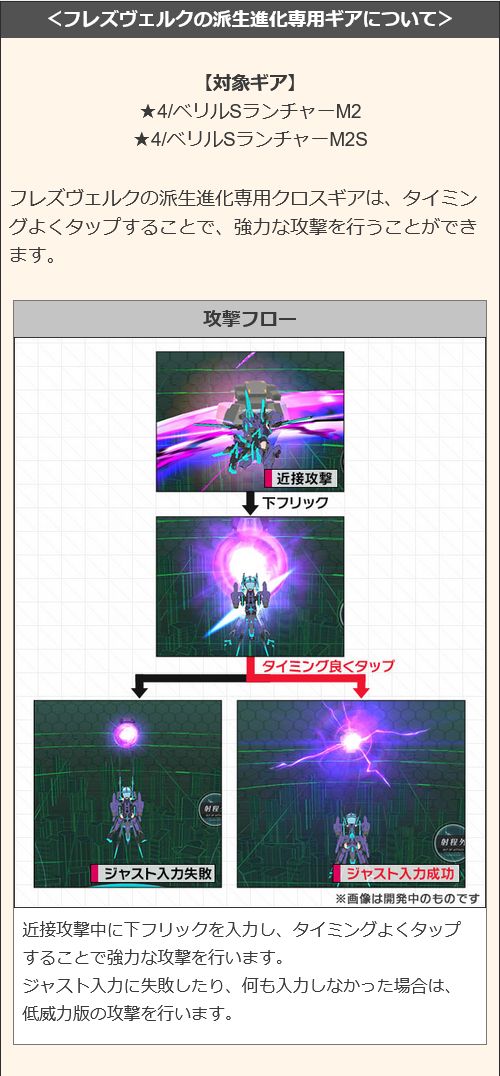 ＜フレズヴェルクの派生進化専用ギアについて＞
【対象ギア】
★4/ベリルSランチャーM2
★4/ベリルSランチャーM2S
フレズヴェルクの派生進化専用クロスギアは、タイミン
グよくタップすることで、強力な攻撃を行うことができ
ます。
攻撃フロー
近接攻撃
下フリック
タイミング良くタップ
射程外
ジャスト入力失敗
射程外
ジャスト入力成功
※画像は開発中のものです
近接攻撃中に下フリックを入力し、タイミングよくタップ
することで強力な攻撃を行います。
ジャスト入力に失敗したり、何も入力しなかった場合は、
低威力版の攻撃を行います。